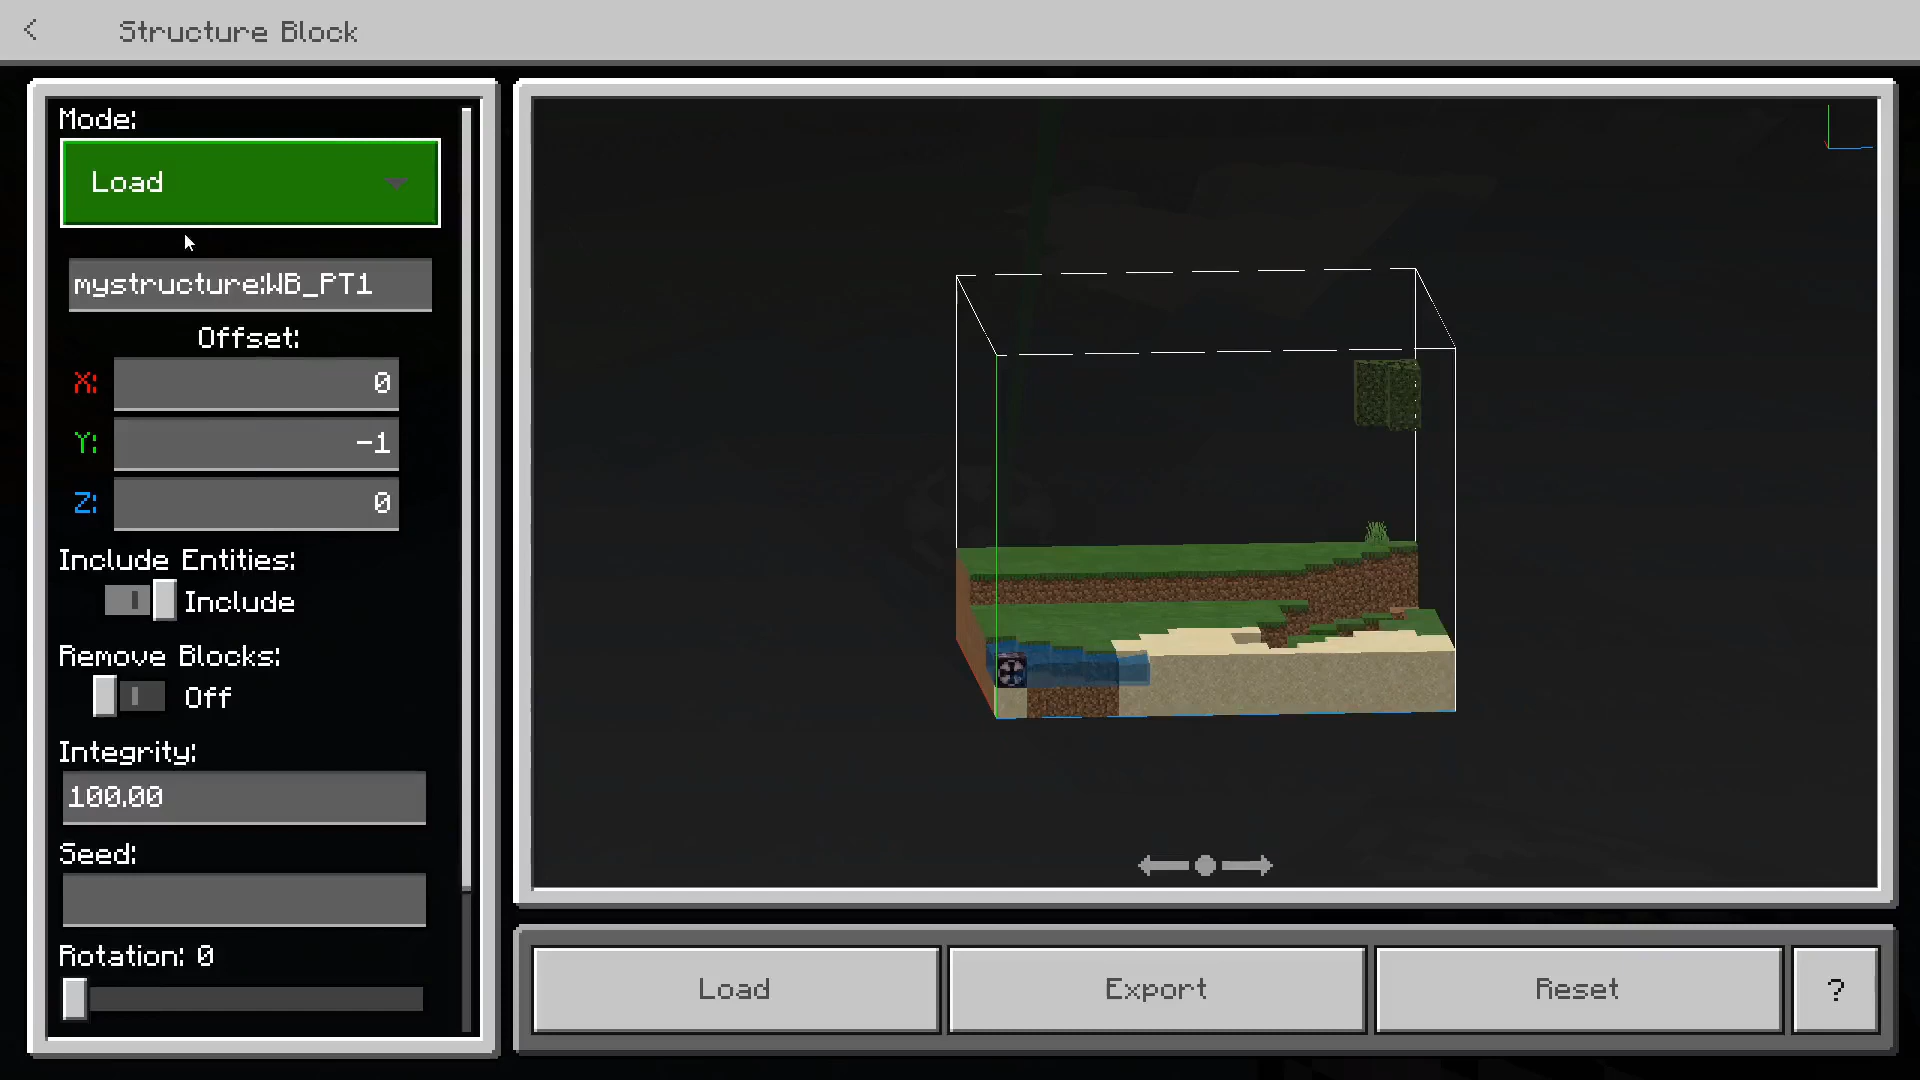 Structure Block
Mode:
Load
mystructure:WB_PT1
Offset:
X: 0
Y: -1
Z: 0
Include Entities:
Include
Remove Blocks:
Off
Integrity:
100.00
Seed:
Rotation: 0
Load
Export
Reset
?